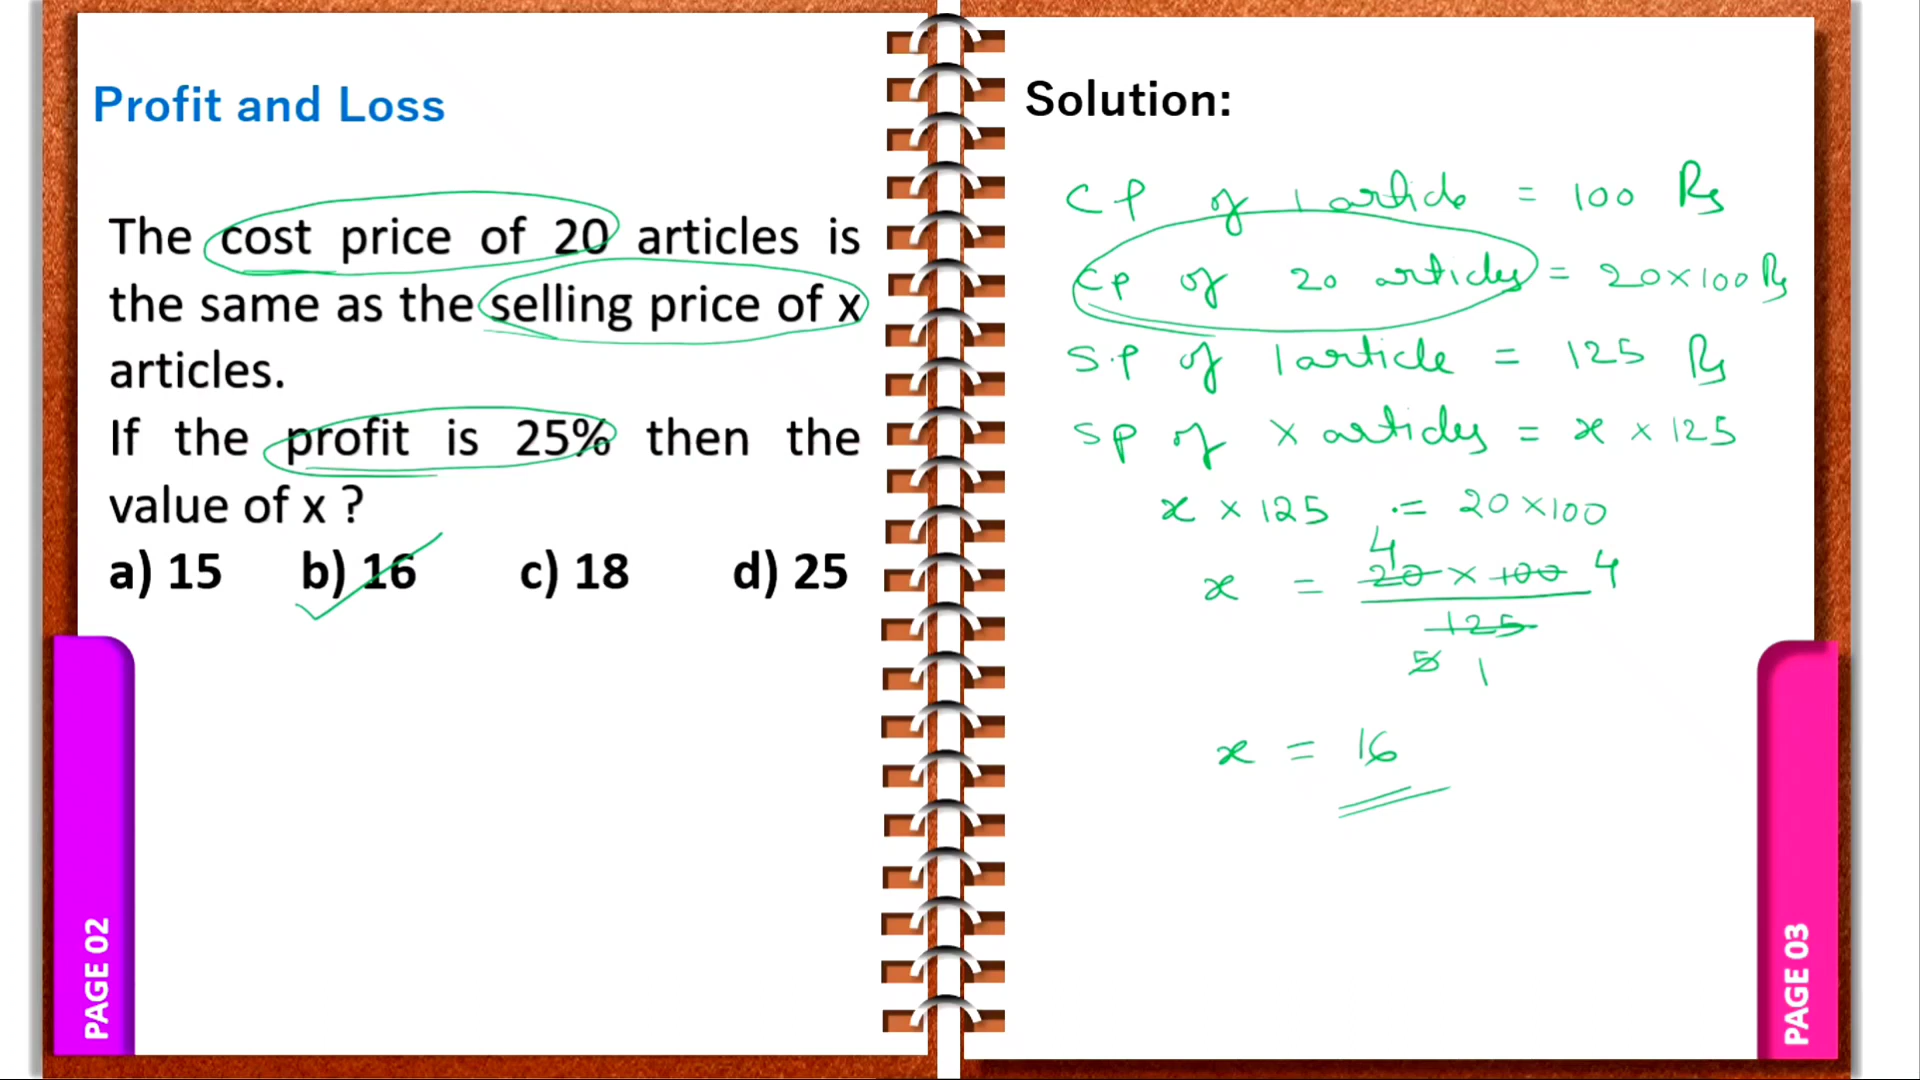 Profit and Loss
The cost price of 20 articles is
the same as the selling price of x
articles.
If the profit is 25% then the
value of x ?
a) 15 b) 16 c) 18 d) 25
PAGE 02
Solution:
CP of 1 article = 100 Rs
CP of 20 articles = 20 × 100 Rs
S.P of 1 article = 125 Rs
SP of x articles = x × 125
x × 125 = 20 × 100
4
x = 20 × 100 4
125
5 1
x = 16
PAGE 03